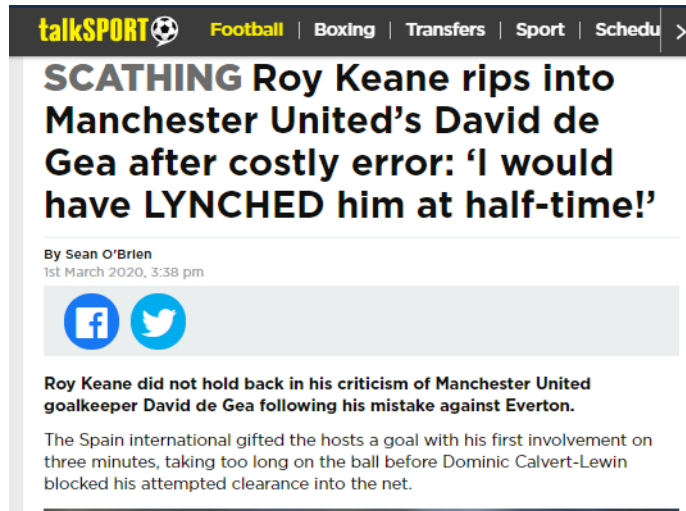 talkSPORT Football | Boxing | Transfers | Sport | Schedu
SCATHING Roy Keane rips into
Manchester United's David de
Gea after costly error: 'I would
have LYNCHED him at half-time!'
By Sean O'Brien
1st March 2020, 3:38 pm
Roy Keane did not hold back in his criticism of Manchester United
goalkeeper David de Gea following his mistake against Everton.
The Spain international gifted the hosts a goal with his first involvement on
three minutes, taking too long on the ball before Dominic Calvert-Lewin
blocked his attempted clearance into the net.